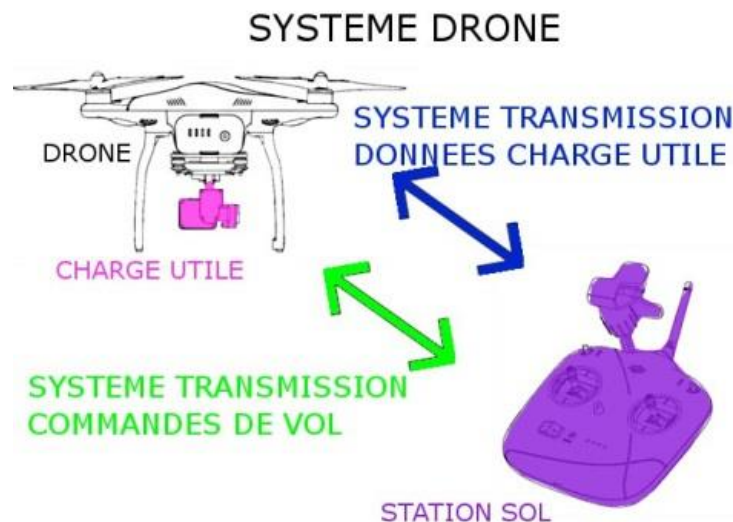 SYSTEME DRONE
SYSTEME TRANSMISSION
DONNEES CHARGE UTILE
DRONE
CHARGE UTILE
SYSTEME TRANSMISSION
COMMANDES DE VOL
STATION SOL